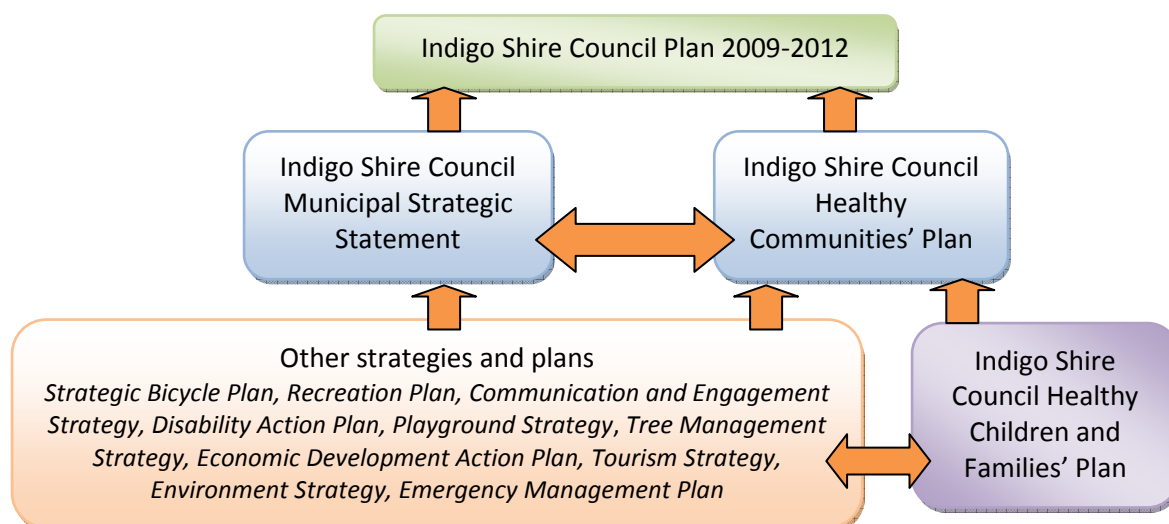 Indigo Shire Council Plan 2009-2012
Indigo Shire Council
Municipal Strategic
Statement
Indigo Shire Council
Healthy
Communities’ Plan
Other strategies and plans
Strategic Bicycle Plan, Recreation Plan, Communication and Engagement
Strategy, Disability Action Plan, Playground Strategy, Tree Management
Strategy, Economic Development Action Plan, Tourism Strategy,
Environment Strategy, Emergency Management Plan
Indigo Shire
Council Healthy
Children and
Families’ Plan